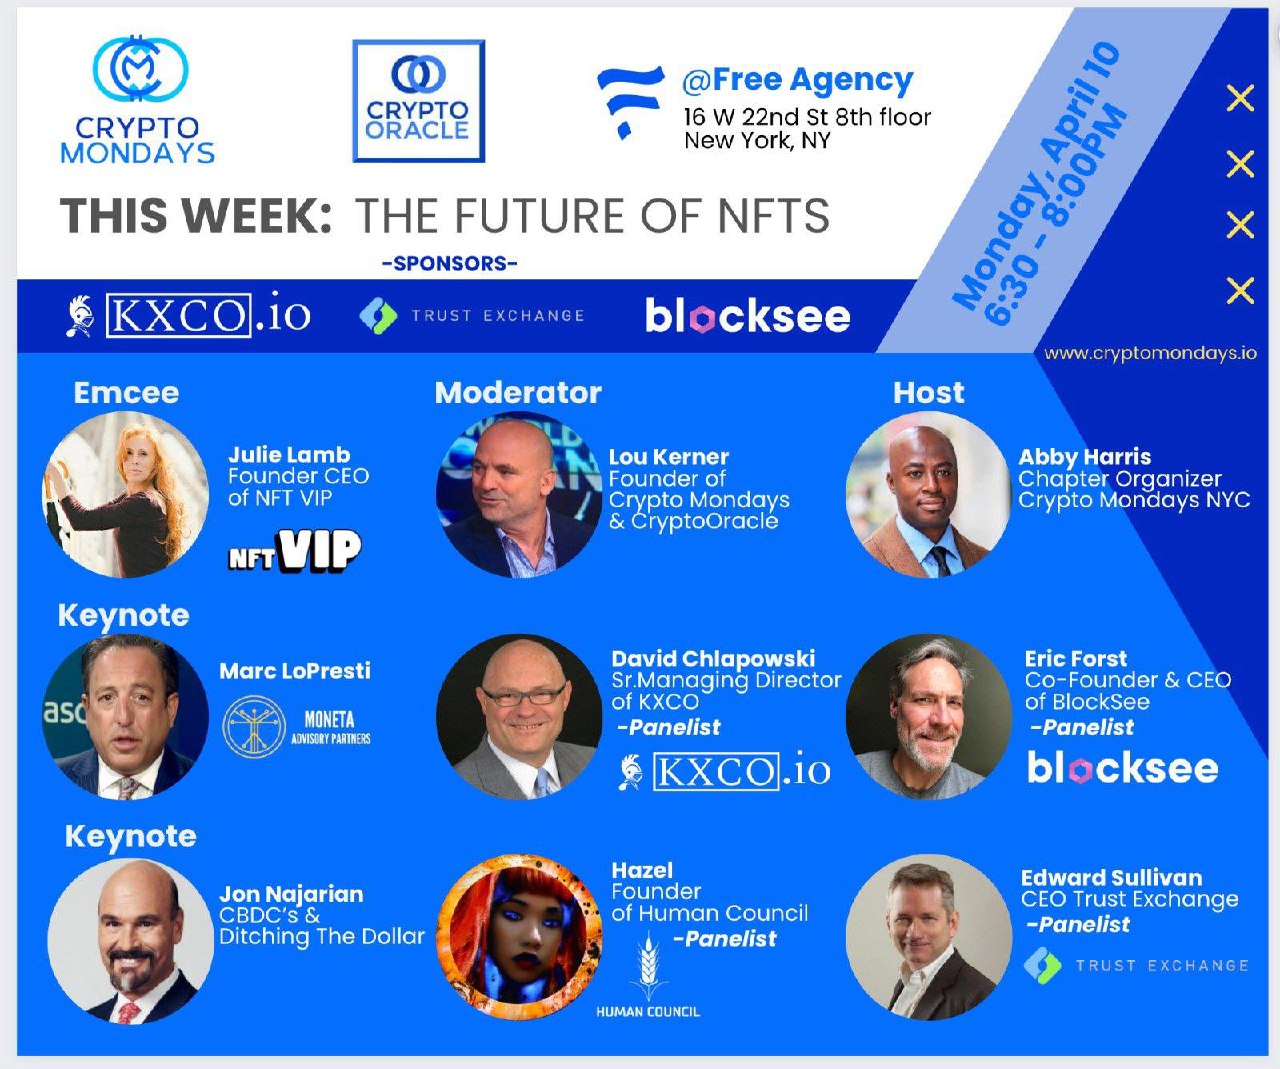 CRYPTO
MONDAYS
CRYPTO
ORACLE
@Free Agency
16 W 22nd St 8th floor
New York, NY
Monday, April 10
6:30 - 8:00PM
THIS WEEK: THE FUTURE OF NFTS
-SPONSORS-
KXCO.io
TRUST EXCHANGE
blocksee
www.cryptomondays.io
Emcee
Julie Lamb
Founder CEO
of NFT VIP
NFT VIP
Moderator
Lou Kerner
Founder of
Crypto Mondays
& CryptoOracle
Host
Abby Harris
Chapter Organizer
Crypto Mondays NYC
Keynote
asc
Marc LoPresti
MONETA
ADVISORY PARTNERS
David Chlapowski
Sr.Managing Director
of KXCO
-Panelist
KXCO.io
Eric Forst
Co-Founder & CEO
of BlockSee
-Panelist
blocksee
Keynote
Jon Najarian
CBDC's &
Ditching The Dollar
Hazel
Founder
of Human Council
-Panelist
HUMAN COUNCIL
Edward Sullivan
CEO Trust Exchange
-Panelist
TRUST EXCHANGE